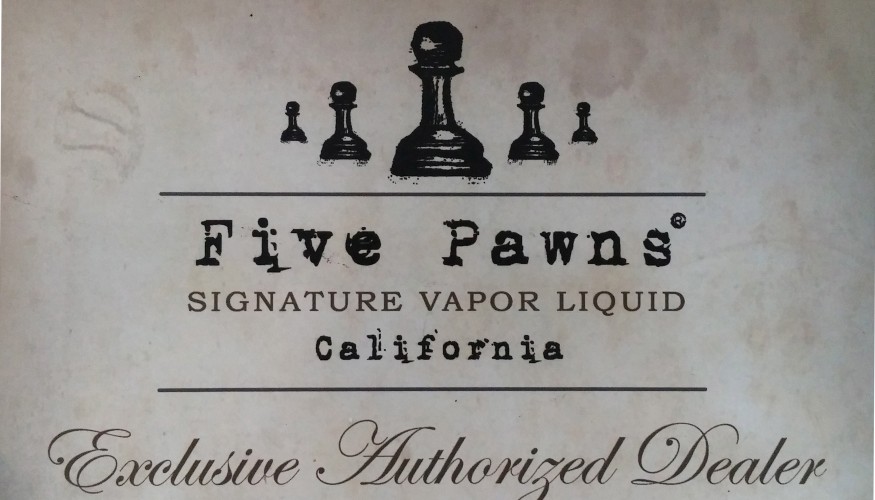 Five Pawns®
SIGNATURE VAPOR LIQUID
California
Exclusive Authorized Dealer